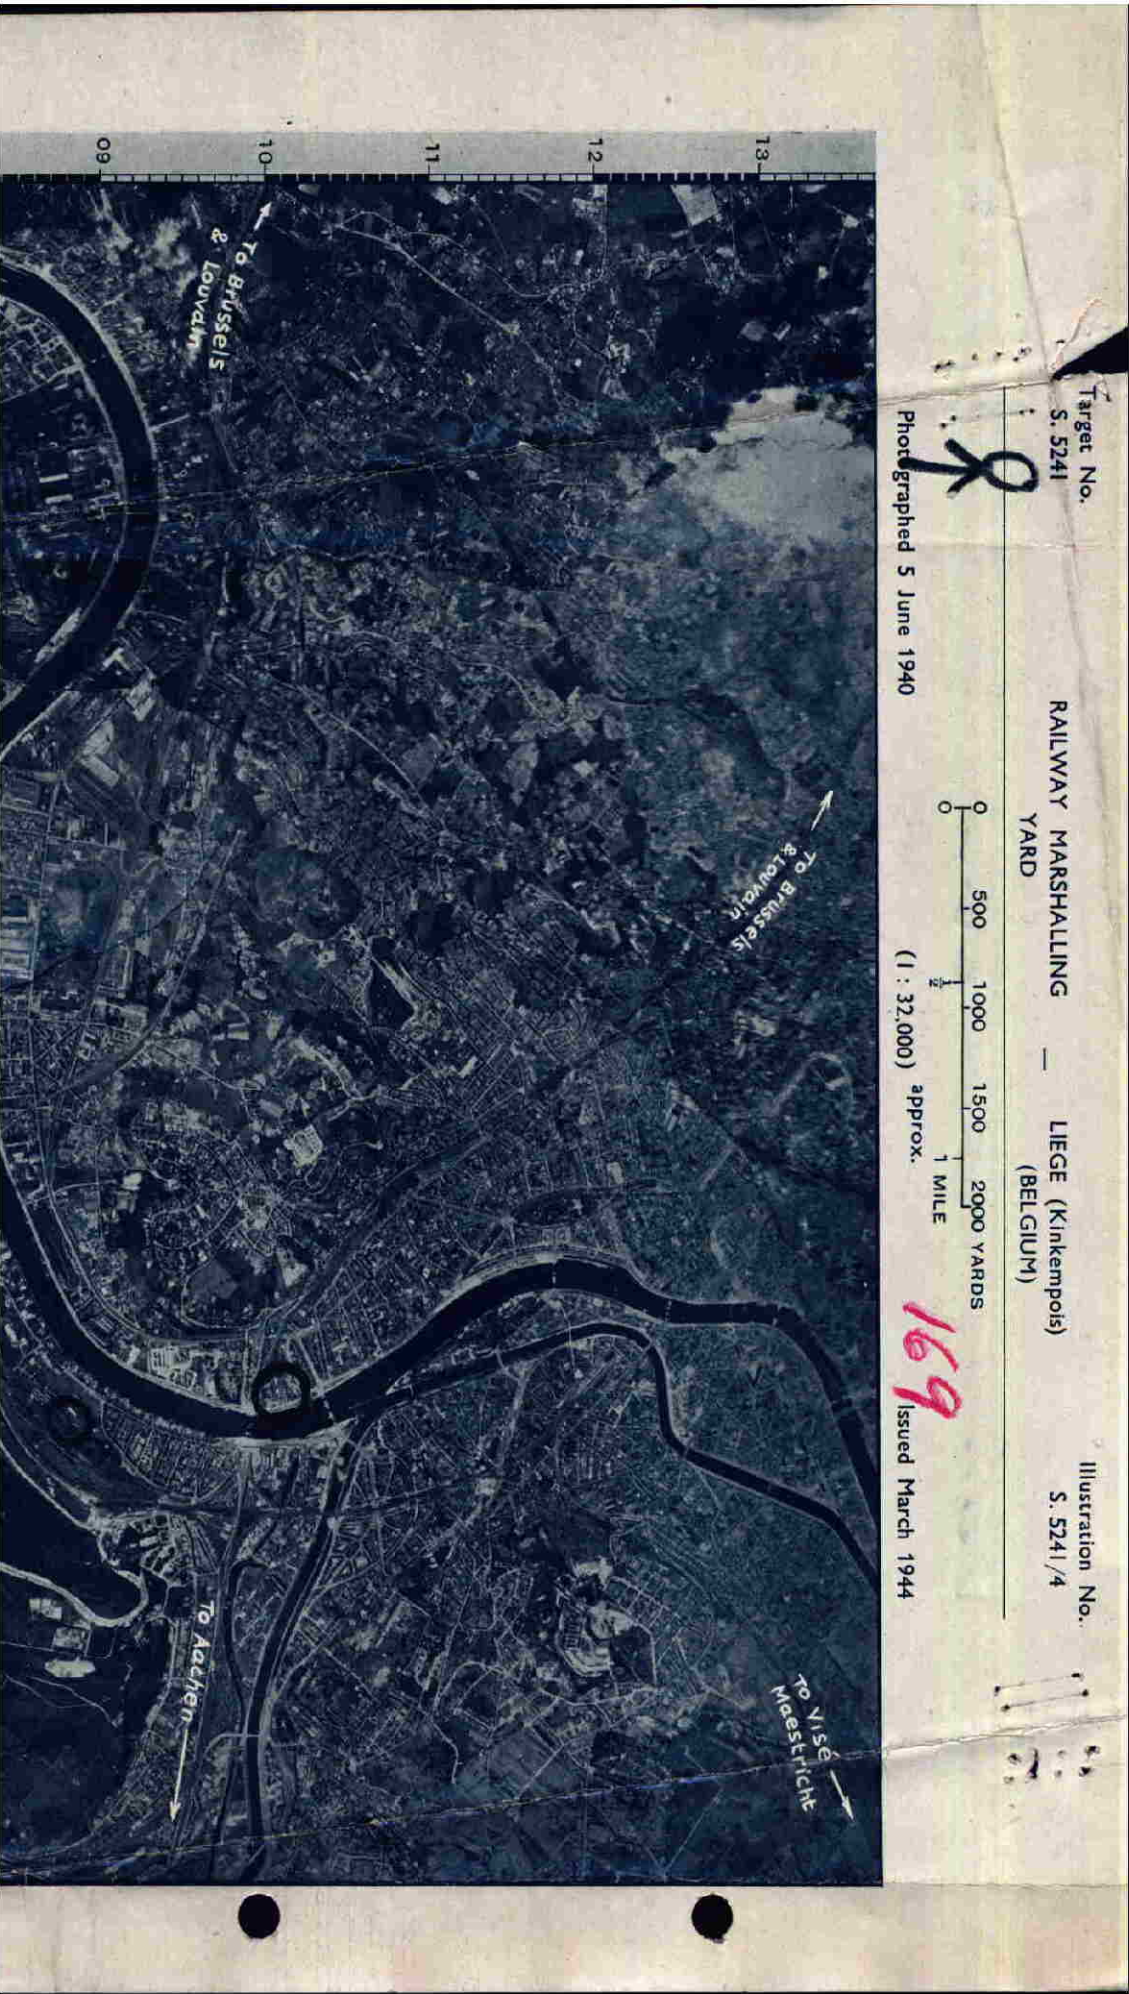 Target No.
S. 5241
RAILWAY MARSHALLING YARD — LIEGE (Kinkempois)
(BELGIUM)
Illustration No.
S. 5241/4
8
0 500 1000 1500 2000 YARDS
0 ½ 1 MILE
Photographed 5 June 1940
(1 : 32,000) approx.
169
Issued March 1944
13
12
11
10
09
To Brussels
& Louvain
To Brussels
& Louvain
To Visé
Maestricht
To Aachen